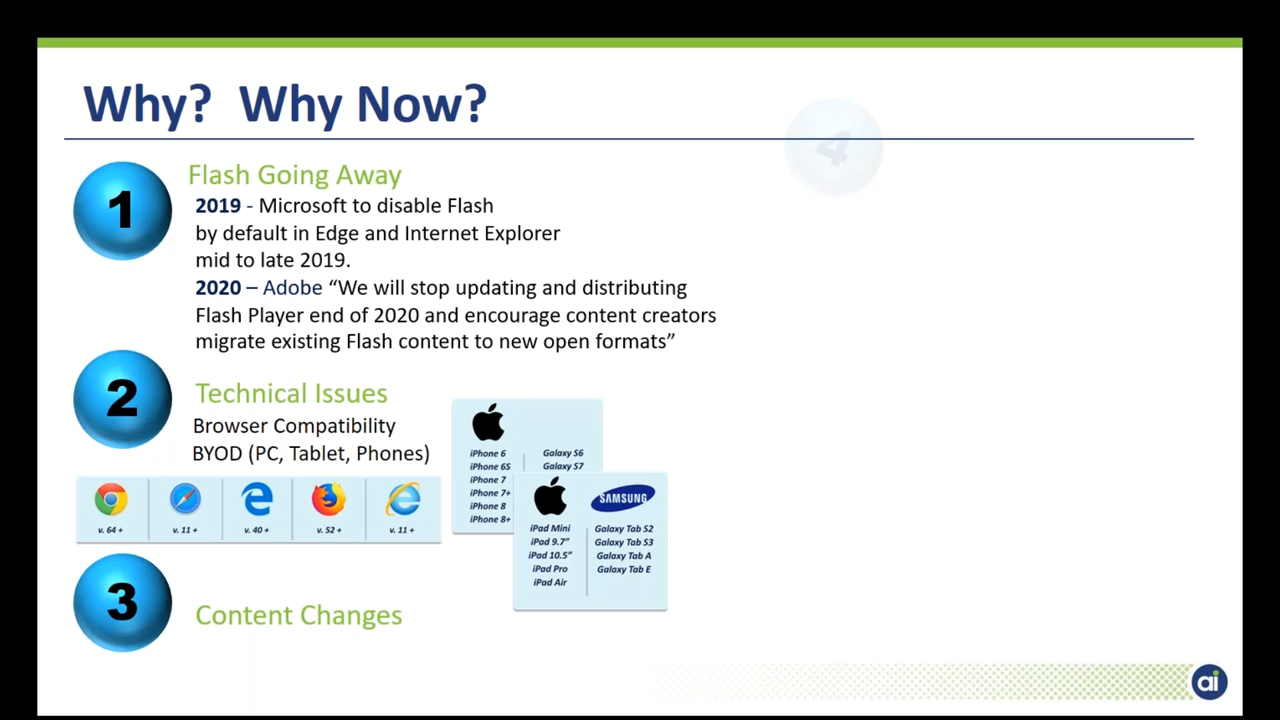 Why? Why Now?
4
1
Flash Going Away
2019 - Microsoft to disable Flash
by default in Edge and Internet Explorer
mid to late 2019.
2020 – Adobe “We will stop updating and distributing
Flash Player end of 2020 and encourage content creators
migrate existing Flash content to new open formats”
2
Technical Issues
Browser Compatibility
BYOD (PC, Tablet, Phones)
v. 64 +
v. 11 +
v. 40 +
v. 52 +
v. 11 +
iPhone 6
iPhone 6S
iPhone 7
iPhone 7+
iPhone 8
iPhone 8+
Galaxy S6
Galaxy S7
SAMSUNG
iPad Mini
iPad 9.7”
iPad 10.5”
iPad Pro
iPad Air
Galaxy Tab S2
Galaxy Tab S3
Galaxy Tab A
Galaxy Tab E
3
Content Changes
ai